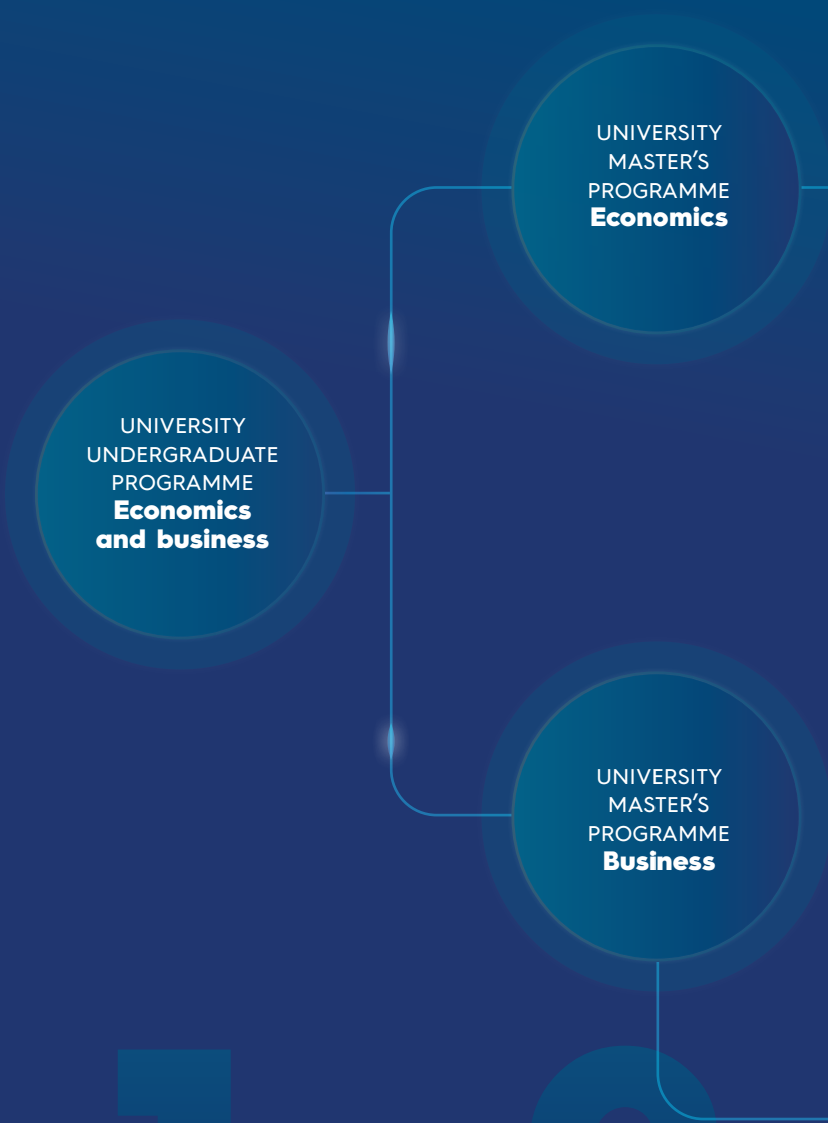 UNIVERSITY
MASTER'S
PROGRAMME
Economics
UNIVERSITY
UNDERGRADUATE
PROGRAMME
Economics
and business
UNIVERSITY
MASTER'S
PROGRAMME
Business